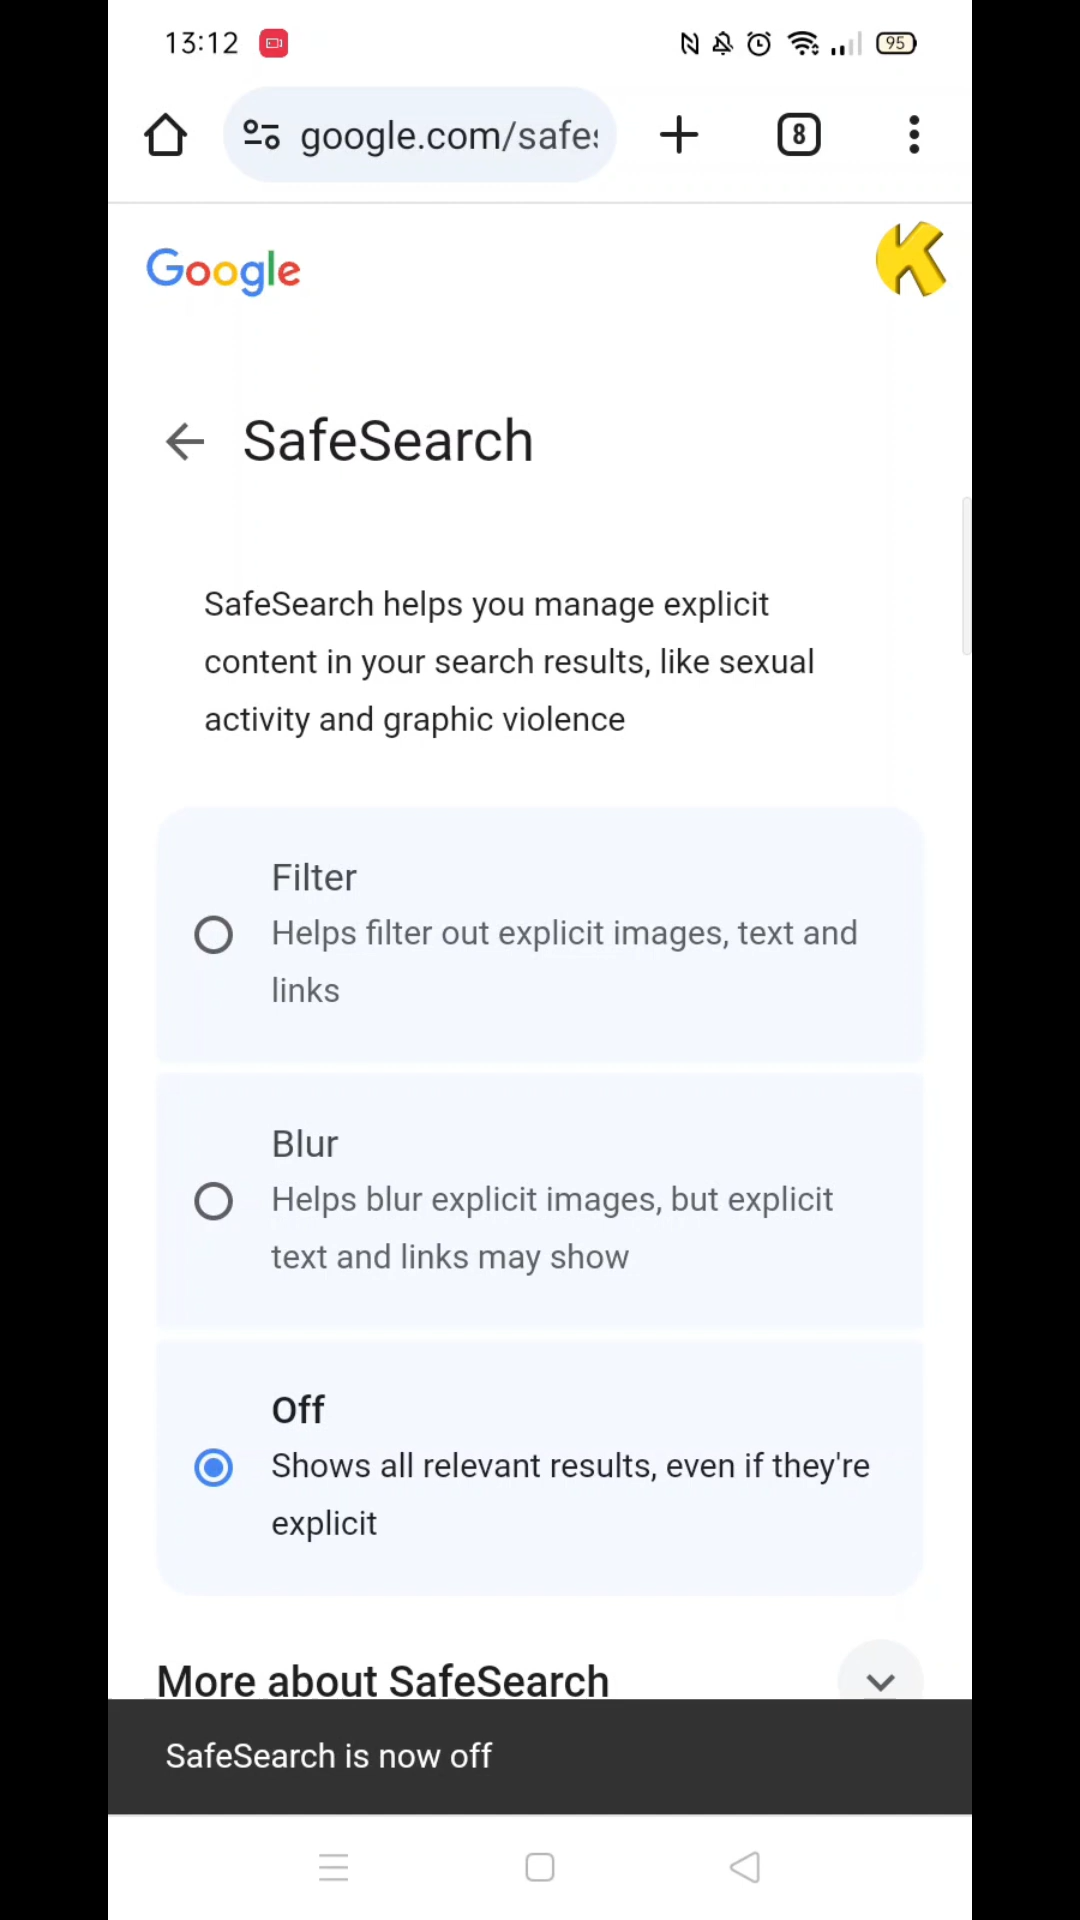 13:12
95
google.com/safe
8
Google
K
SafeSearch
SafeSearch helps you manage explicit
content in your search results, like sexual
activity and graphic violence
Filter
Helps filter out explicit images, text and
links
Blur
Helps blur explicit images, but explicit
text and links may show
Off
Shows all relevant results, even if they're
explicit
More about SafeSearch
SafeSearch is now off